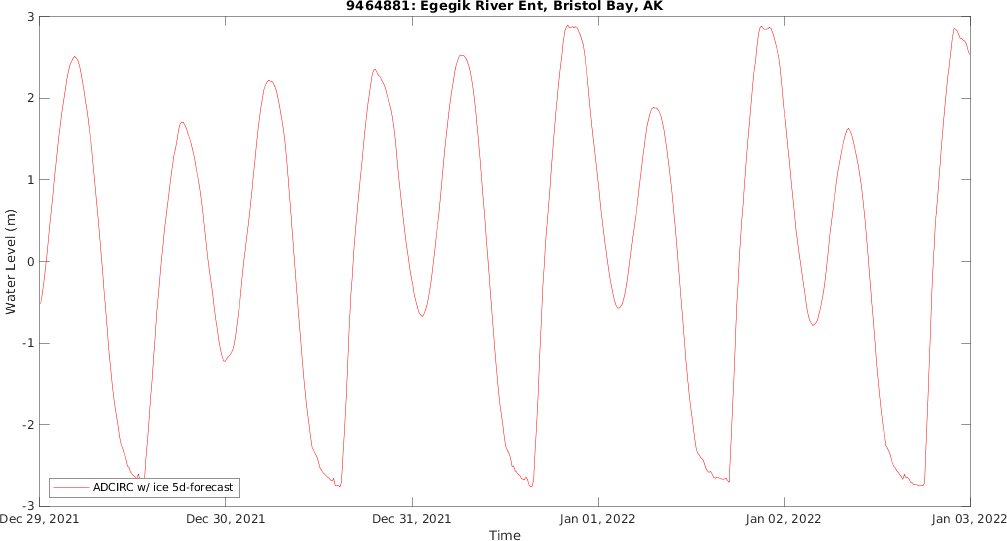 9464881: Egegik River Ent, Bristol Bay, AK
3
2
1
0
-1
-2
-3
Water Level (m)
ADCIRC w/ ice 5d-forecast
Dec 29, 2021 Dec 30, 2021 Dec 31, 2021 Jan 01, 2022 Jan 02, 2022 Jan 03, 2022
Time